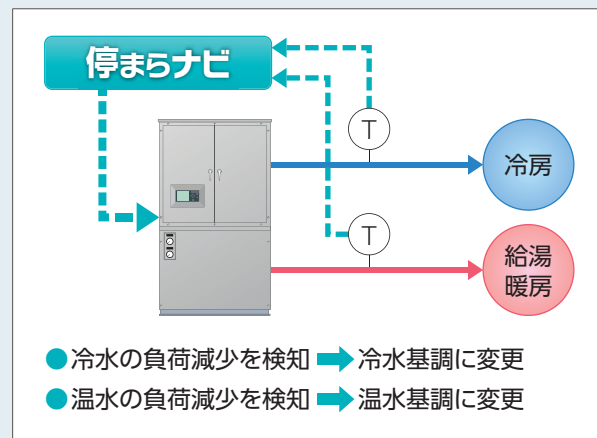 停まらナビ
T
冷房
T
給湯
暖房
●冷水の負荷減少を検知 ➡ 冷水基調に変更
●温水の負荷減少を検知 ➡ 温水基調に変更